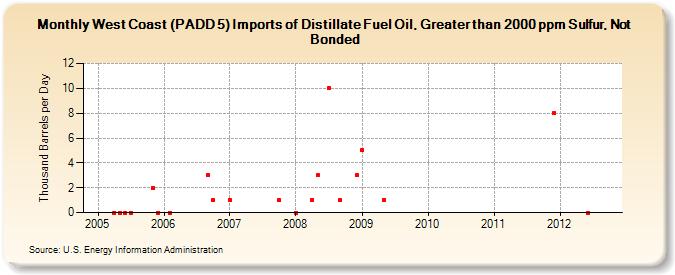 Monthly West Coast (PADD 5) Imports of Distillate Fuel Oil, Greater than 2000 ppm Sulfur, Not
Bonded
Thousand Barrels per Day
12
10
8
6
4
2
0
2005 2006 2007 2008 2009 2010 2011 2012
Source: U.S. Energy Information Administration